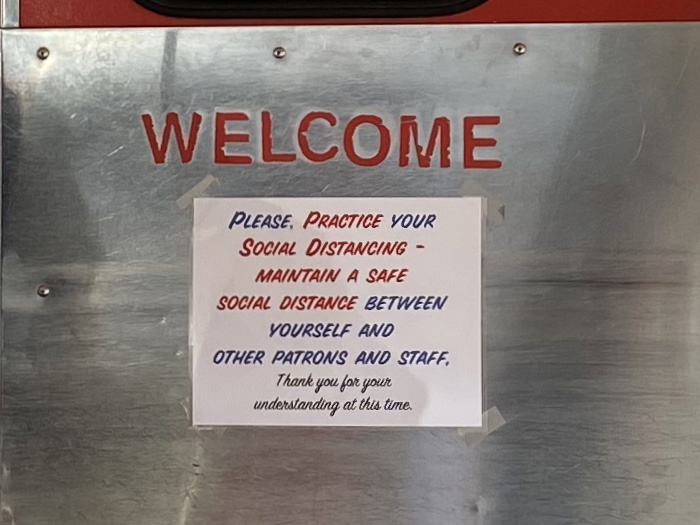 WELCOME
PLEASE, PRACTICE YOUR
SOCIAL DISTANCING -
MAINTAIN A SAFE
SOCIAL DISTANCE BETWEEN
YOURSELF AND
OTHER PATRONS AND STAFF.
Thank you for your
understanding at this time.